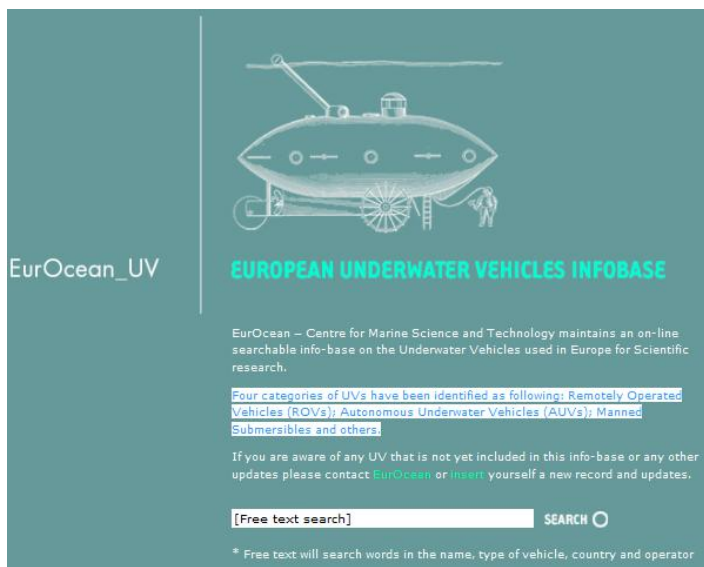 EurOcean_UV
EUROPEAN UNDERWATER VEHICLES INFOBASE
EurOcean – Centre for Marine Science and Technology maintains an on-line
searchable info-base on the Underwater Vehicles used in Europe for Scientific
research.
Four categories of UVs have been identified as following: Remotely Operated
Vehicles (ROVs); Autonomous Underwater Vehicles (AUVs); Manned
Submersibles and others.
If you are aware of any UV that is not yet included in this info-base or any other
updates please contact EurOcean or insert yourself a new record and updates.
[Free text search] SEARCH
* Free text will search words in the name, type of vehicle, country and operator